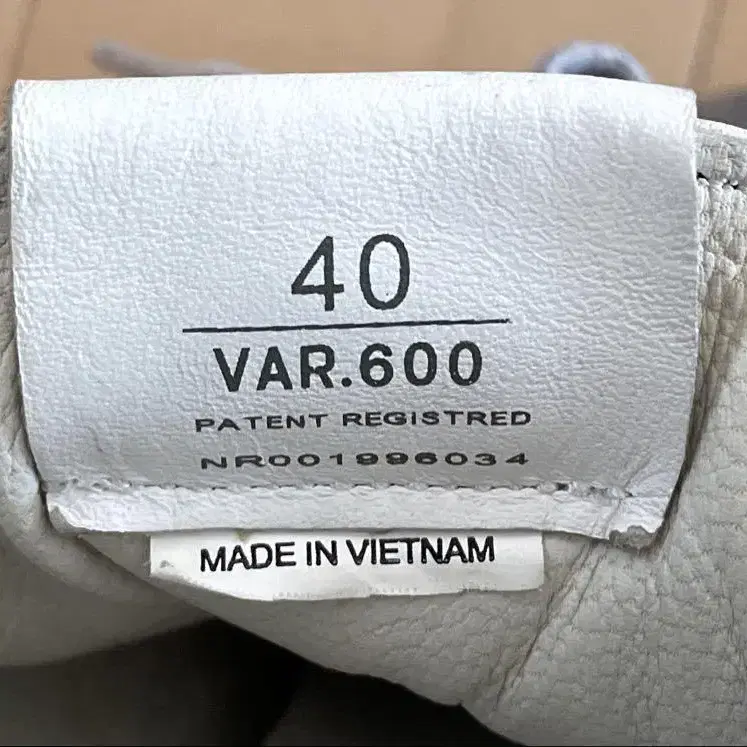 40
VAR.600
PATENT REGISTRED
NR001996034
MADE IN VIETNAM